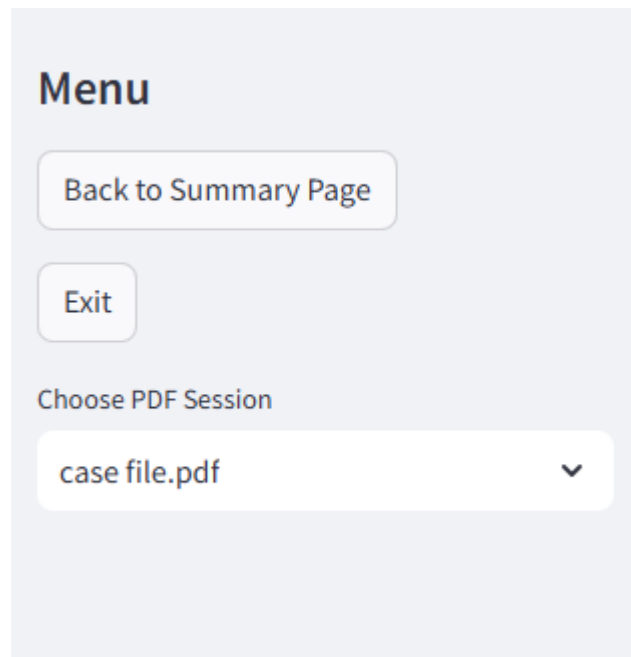 Menu
Back to Summary Page
Exit
Choose PDF Session
case file.pdf